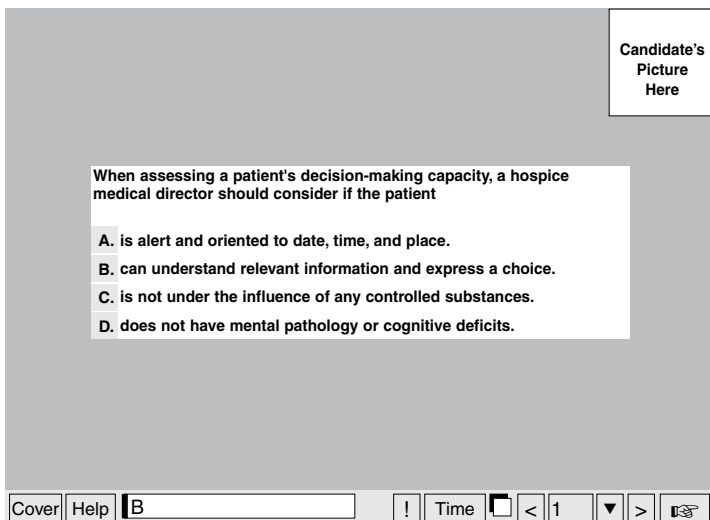 Candidate's
Picture
Here
When assessing a patient's decision-making capacity, a hospice
medical director should consider if the patient
A. is alert and oriented to date, time, and place.
B. can understand relevant information and express a choice.
C. is not under the influence of any controlled substances.
D. does not have mental pathology or cognitive deficits.
Cover Help B ! Time < 1 ▼ > ☞